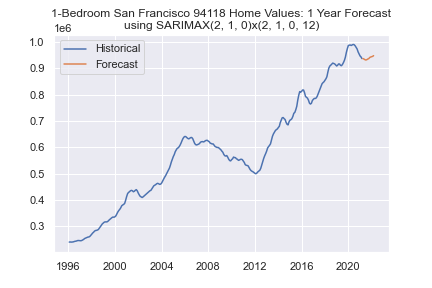 1-Bedroom San Francisco 94118 Home Values: 1 Year Forecast
using SARIMAX(2, 1, 0)x(2, 1, 0, 12)
1e6
Historical
Forecast
1.0
0.9
0.8
0.7
0.6
0.5
0.4
0.3
1996 2000 2004 2008 2012 2016 2020